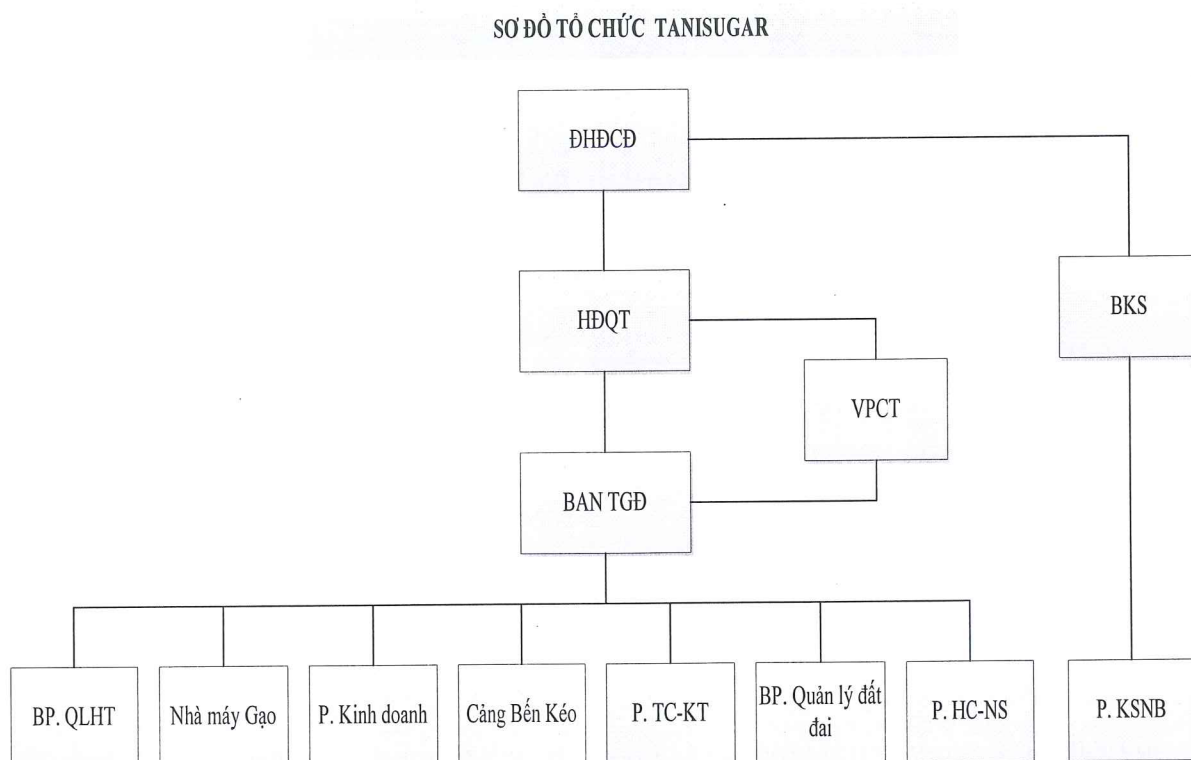 SƠ ĐỒ TỔ CHỨC TANISUGAR
ĐHĐCĐ
HĐQT
BKS
VPCT
BAN TGĐ
BP. QLHT
Nhà máy Gạo
P. Kinh doanh
Cảng Bến Kéo
P. TC-KT
BP. Quản lý đất
đai
P. HC-NS
P. KSNB